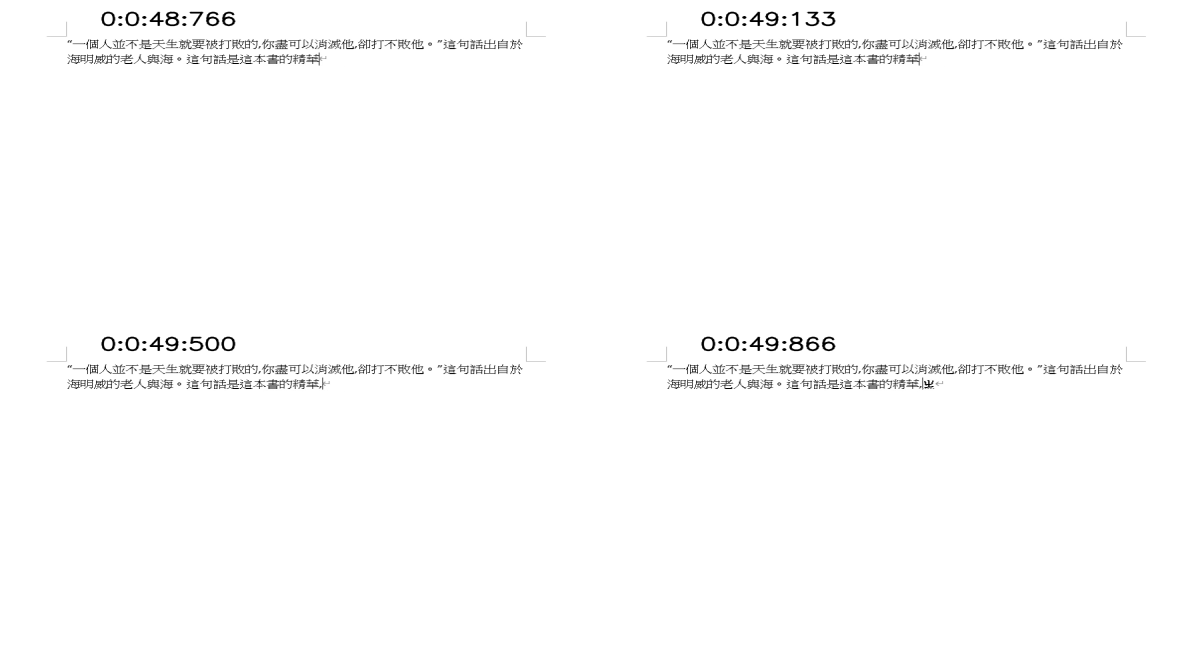 0:0:48:766
“一個人並不是天生就要被打敗的,你盡可以消滅他,卻打不敗他。”這句話出自於
海明威的老人與海。這句話是這本書的精華
0:0:49:133
“一個人並不是天生就要被打敗的,你盡可以消滅他,卻打不敗他。”這句話出自於
海明威的老人與海。這句話是這本書的精華
0:0:49:500
“一個人並不是天生就要被打敗的,你盡可以消滅他,卻打不敗他。”這句話出自於
海明威的老人與海。這句話是這本書的精華,
0:0:49:866
“一個人並不是天生就要被打敗的,你盡可以消滅他,卻打不敗他。”這句話出自於
海明威的老人與海。這句話是這本書的精華,